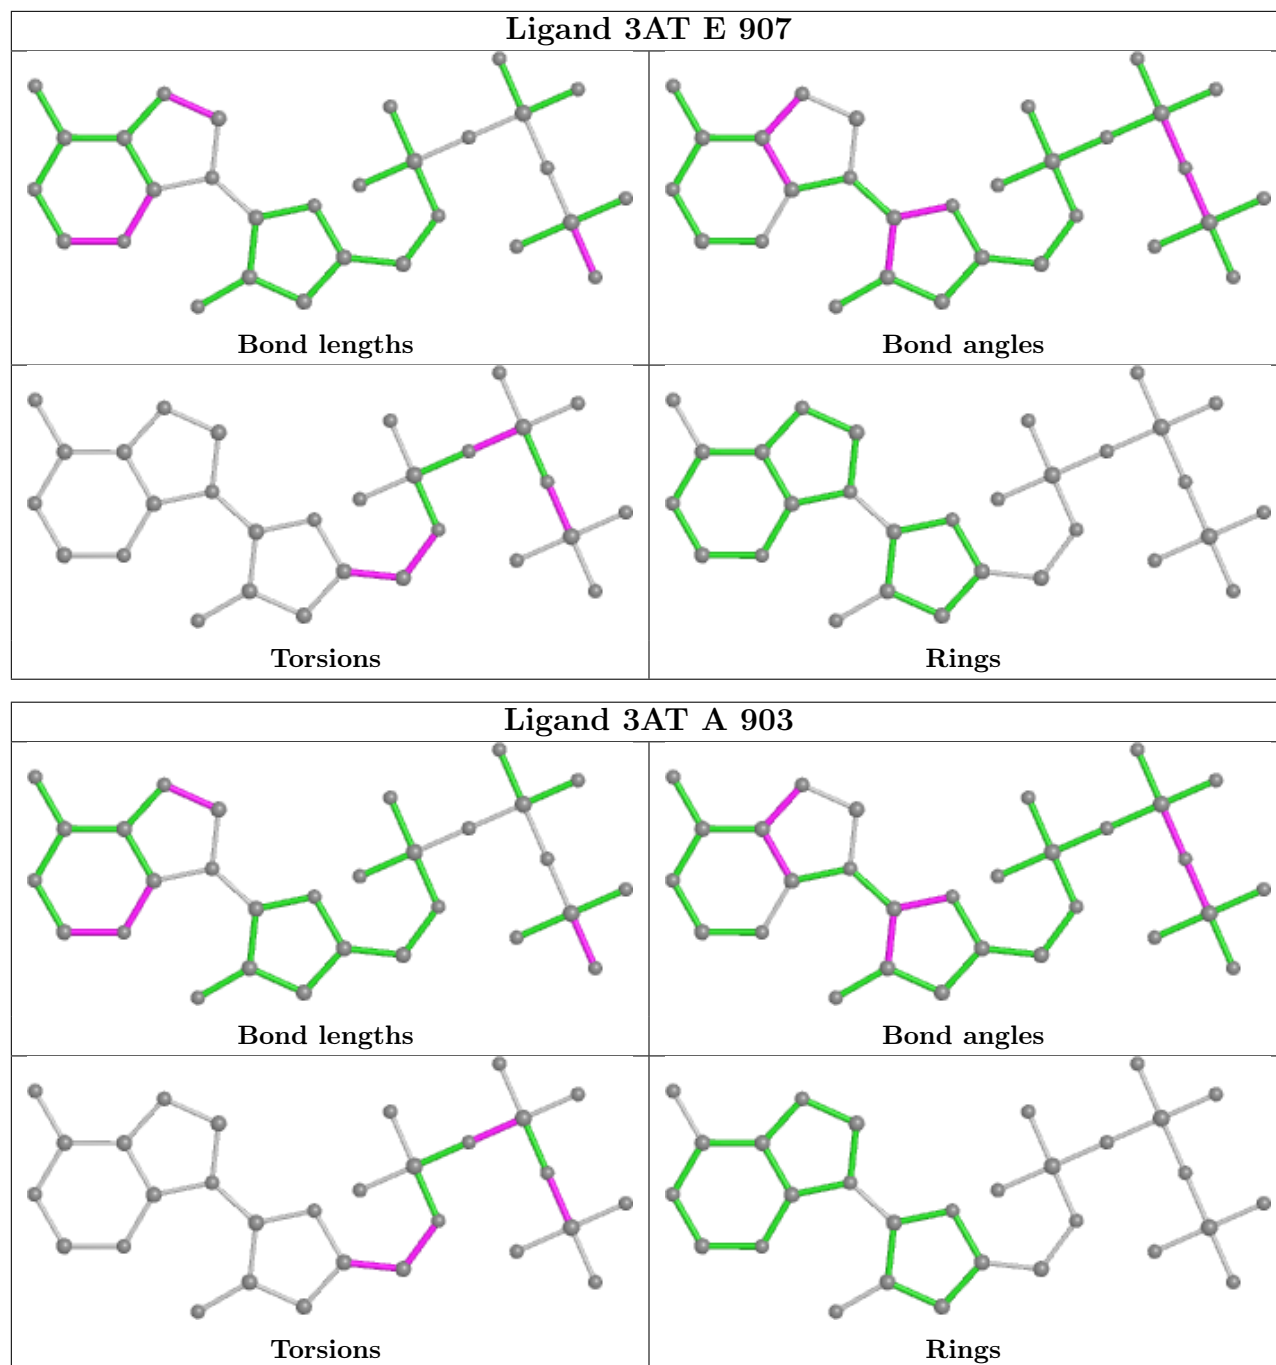 Ligand 3AT E 907
Bond lengths
Bond angles
Torsions
Rings
Ligand 3AT A 903
Bond lengths
Bond angles
Torsions
Rings